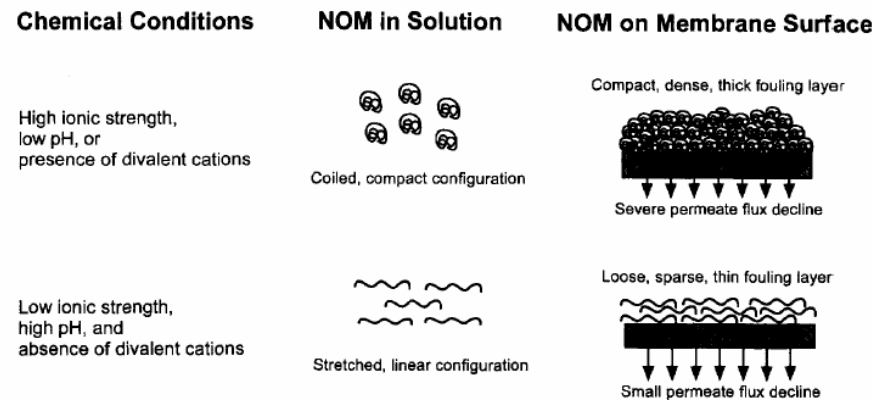 Chemical Conditions
NOM in Solution
NOM on Membrane Surface
High ionic strength,
low pH, or
presence of divalent cations
Coiled, compact configuration
Compact, dense, thick fouling layer
Severe permeate flux decline
Low ionic strength,
high pH, and
absence of divalent cations
Stretched, linear configuration
Loose, sparse, thin fouling layer
Small permeate flux decline